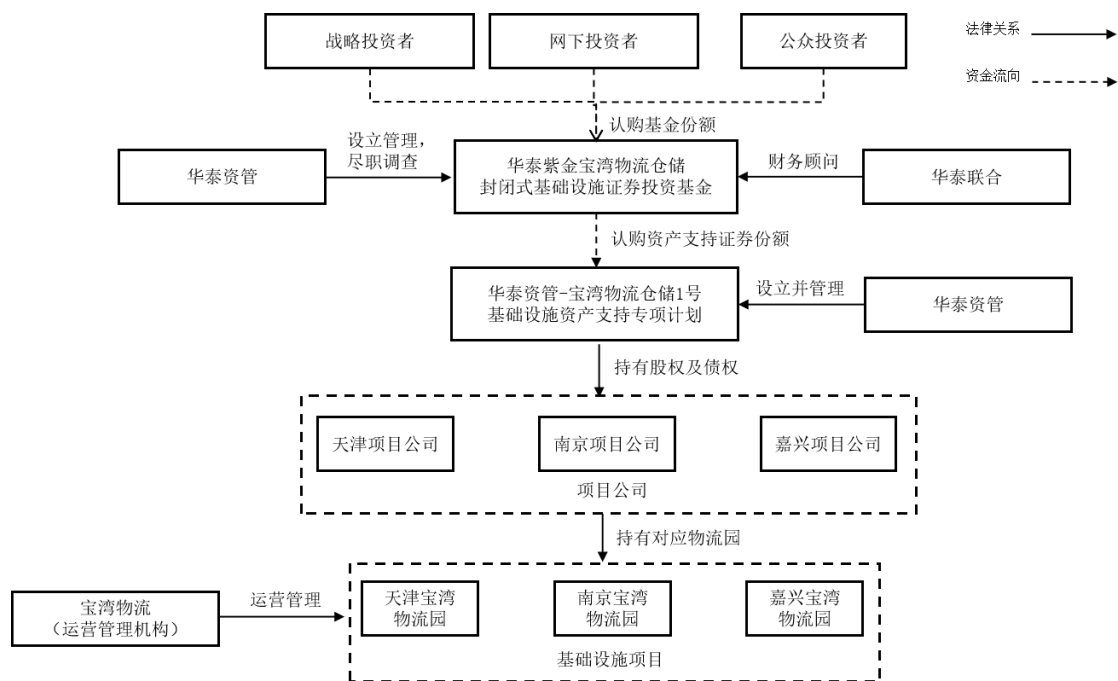 战略投资者
网下投资者
公众投资者
法律关系
资金流向
认购基金份额
华泰资管
设立管理，
尽职调查
华泰紫金宝湾物流仓储
封闭式基础设施证券投资基金
财务顾问
华泰联合
认购资产支持证券份额
华泰资管-宝湾物流仓储1号
基础设施资产支持专项计划
设立并管理
华泰资管
持有股权及债权
天津项目公司
南京项目公司
嘉兴项目公司
项目公司
持有对应物流园
宝湾物流
（运营管理机构）
运营管理
天津宝湾
物流园
南京宝湾
物流园
嘉兴宝湾
物流园
基础设施项目